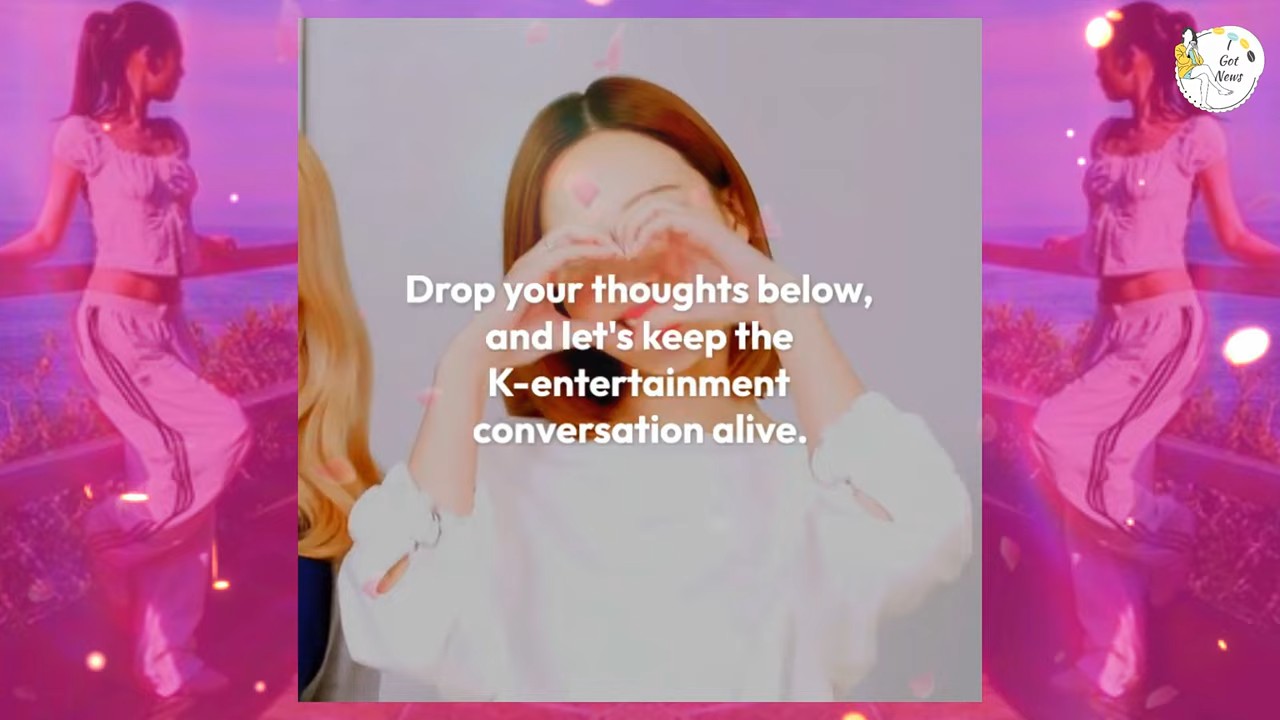 I
Got
News
Drop your thoughts below,
and let's keep the
K-entertainment
conversation alive.